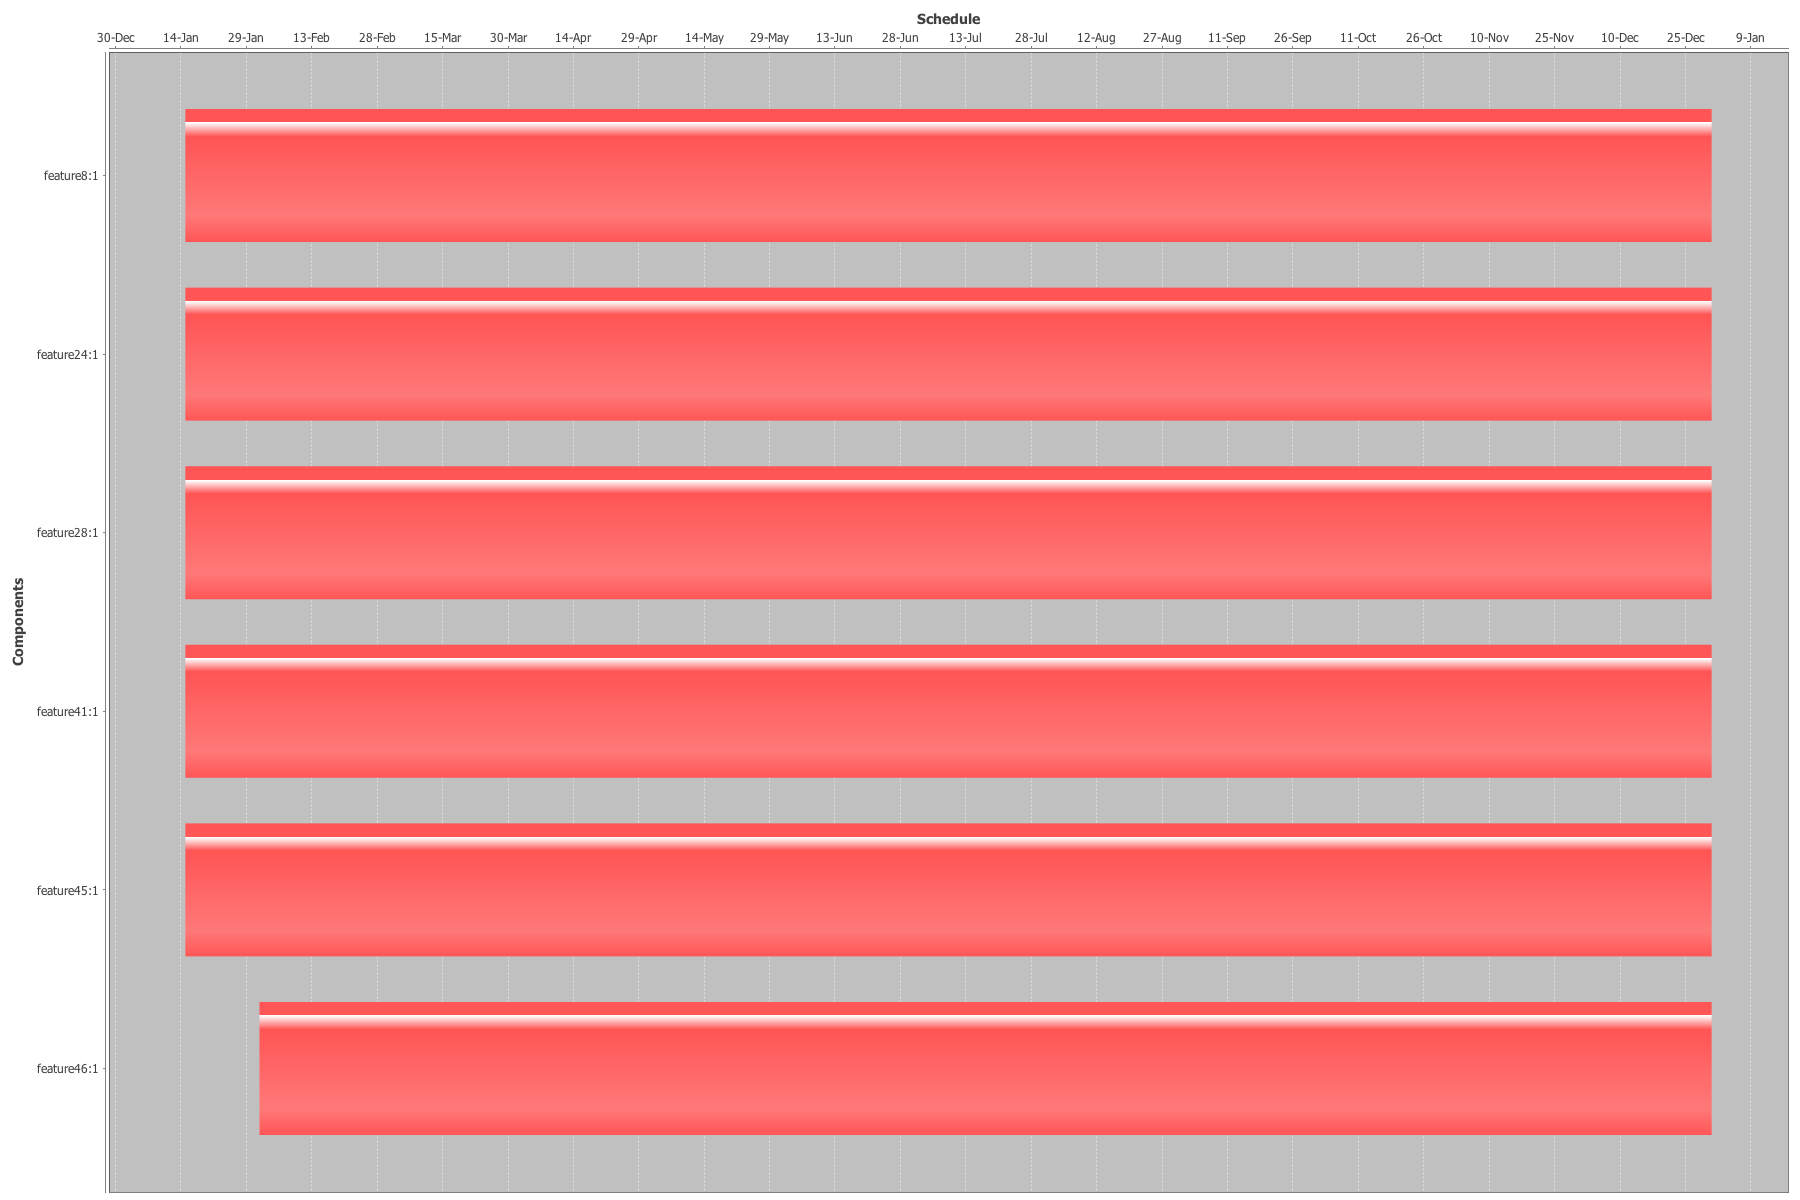 Schedule
30-Dec 14-Jan 29-Jan 13-Feb 28-Feb 15-Mar 30-Mar 14-Apr 29-Apr 14-May 29-May 13-Jun 28-Jun 13-Jul 28-Jul 12-Aug 27-Aug 11-Sep 26-Sep 11-Oct 26-Oct 10-Nov 25-Nov 10-Dec 25-Dec 9-Jan
Components
feature8:1
feature24:1
feature28:1
feature41:1
feature45:1
feature46:1